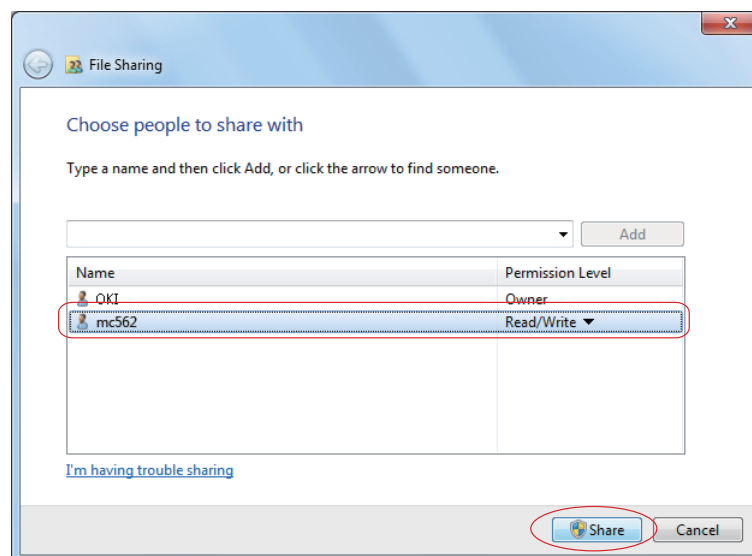 File Sharing
Choose people to share with
Type a name and then click Add, or click the arrow to find someone.
Add
Name Permission Level
OKI Owner
mc562 Read/Write
I'm having trouble sharing
Share Cancel